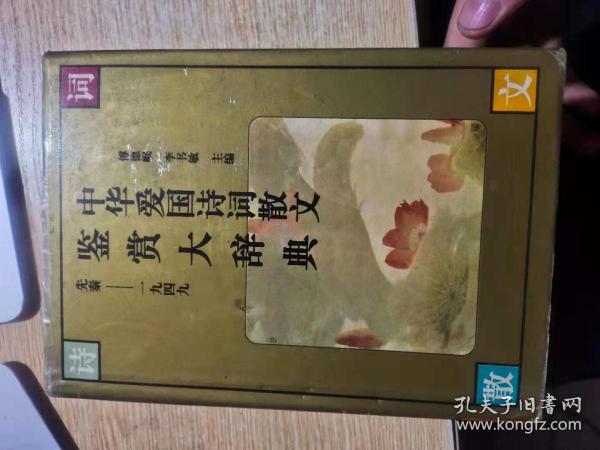 诗
词
散
文
傅德岷 李书敏 主编
中华爱国诗词散文
鉴赏大辞典
先秦——一九四九
孔夫子旧书网
www.kongfz.com